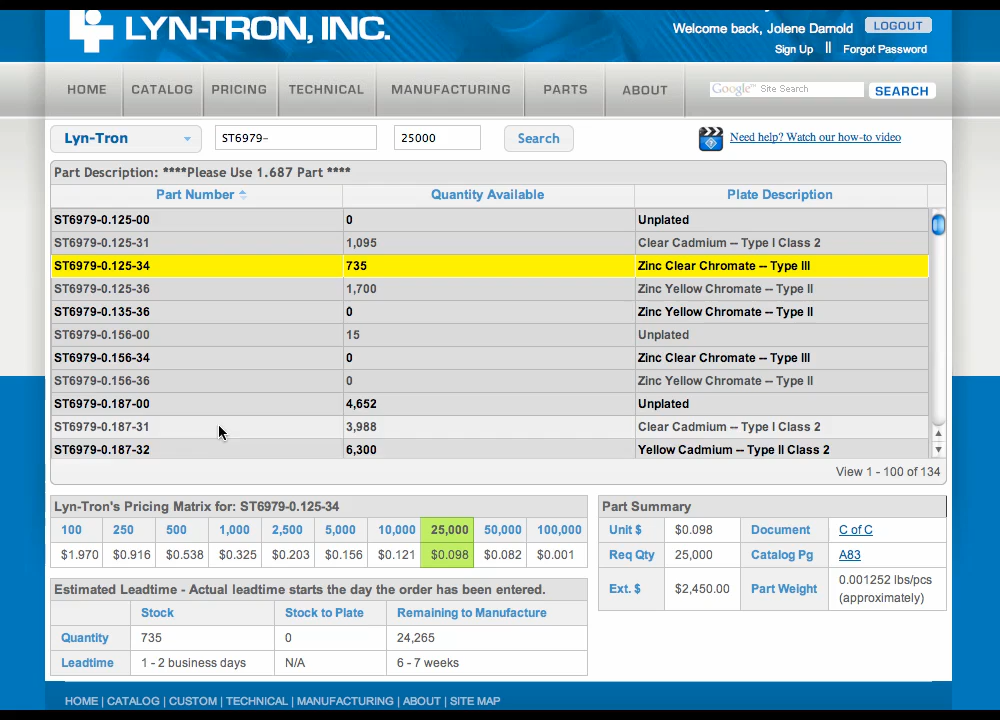 LYN-TRON, INC.
Welcome back, Jolene Darnold LOGOUT
Sign Up || Forgot Password
HOME CATALOG PRICING TECHNICAL MANUFACTURING PARTS ABOUT Google™ Site Search SEARCH
Lyn-Tron ST6979- 25000 Search Need help? Watch our how-to video
Part Description: ****Please Use 1.687 Part ****
Part Number Quantity Available Plate Description
ST6979-0.125-00 0 Unplated
ST6979-0.125-31 1,095 Clear Cadmium -- Type I Class 2
ST6979-0.125-34 735 Zinc Clear Chromate -- Type III
ST6979-0.125-36 1,700 Zinc Yellow Chromate -- Type II
ST6979-0.135-36 0 Zinc Yellow Chromate -- Type II
ST6979-0.156-00 15 Unplated
ST6979-0.156-34 0 Zinc Clear Chromate -- Type III
ST6979-0.156-36 0 Zinc Yellow Chromate -- Type II
ST6979-0.187-00 4,652 Unplated
ST6979-0.187-31 3,988 Clear Cadmium -- Type I Class 2
ST6979-0.187-32 6,300 Yellow Cadmium -- Type II Class 2
View 1 - 100 of 134
Lyn-Tron's Pricing Matrix for: ST6979-0.125-34
100 250 500 1,000 2,500 5,000 10,000 25,000 50,000 100,000
$1.970 $0.916 $0.538 $0.325 $0.203 $0.156 $0.121 $0.098 $0.082 $0.001
Part Summary
Unit $ $0.098 Document C of C
Req Qty 25,000 Catalog Pg A83
Ext. $ $2,450.00 Part Weight 0.001252 lbs/pcs
(approximately)
Estimated Leadtime - Actual leadtime starts the day the order has been entered.
Stock Stock to Plate Remaining to Manufacture
Quantity 735 0 24,265
Leadtime 1 - 2 business days N/A 6 - 7 weeks
HOME | CATALOG | CUSTOM | TECHNICAL | MANUFACTURING | ABOUT | SITE MAP